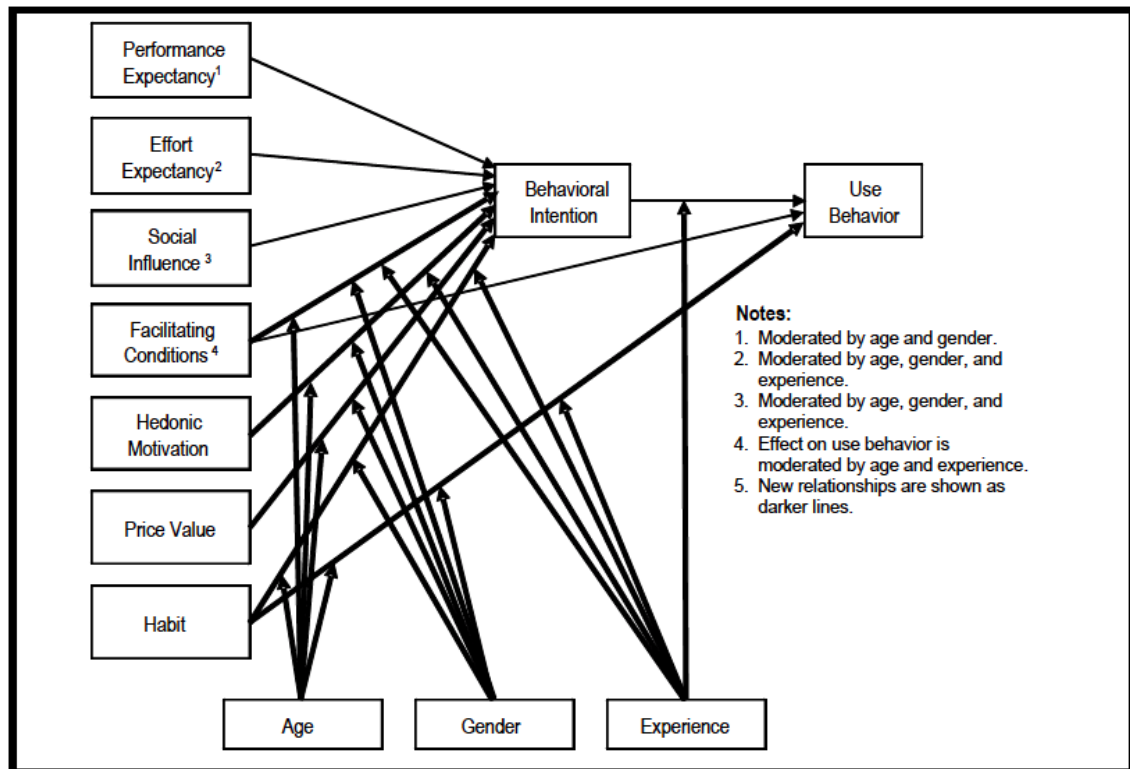 Performance
Expectancy1
Effort
Expectancy2
Social
Influence 3
Facilitating
Conditions 4
Hedonic
Motivation
Price Value
Habit
Behavioral
Intention
Use
Behavior
Notes:
1. Moderated by age and gender.
2. Moderated by age, gender, and
experience.
3. Moderated by age, gender, and
experience.
4. Effect on use behavior is
moderated by age and experience.
5. New relationships are shown as
darker lines.
Age
Gender
Experience